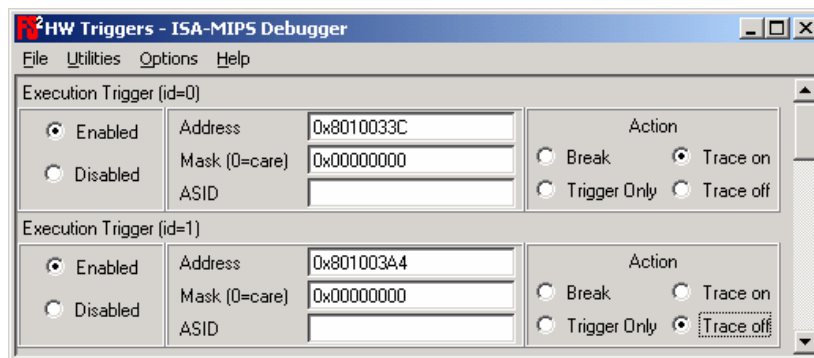 FS2 HW Triggers - ISA-MIPS Debugger
File Utilities Options Help
Execution Trigger (id=0)
Enabled
Disabled
Address 0x8010033C
Mask (0=care) 0x00000000
ASID
Action
Break Trace on
Trigger Only Trace off
Execution Trigger (id=1)
Enabled
Disabled
Address 0x801003A4
Mask (0=care) 0x00000000
ASID
Action
Break Trace on
Trigger Only Trace off